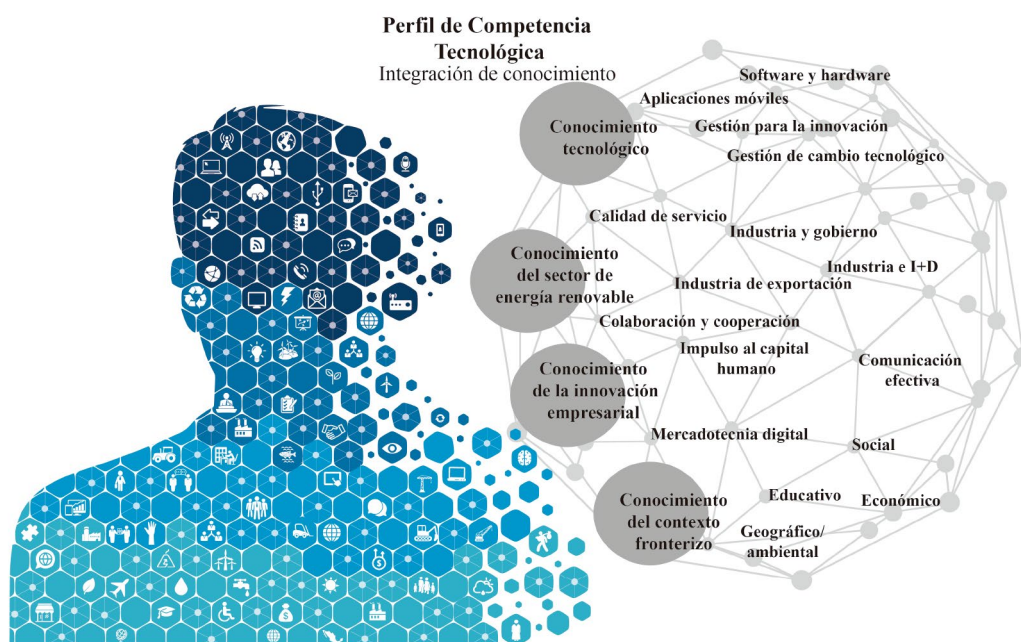 Perfil de Competencia
Tecnológica
Integración de conocimiento
Software y hardware
Aplicaciones móviles
Conocimiento
tecnológico
Gestión para la innovación
Gestión de cambio tecnológico
Calidad de servicio
Industria y gobierno
Conocimiento
del sector de
energía renovable
Industria e I+D
Industria de exportación
Colaboración y cooperación
Impulso al capital
humano
Comunicación
efectiva
Conocimiento
de la innovación
empresarial
Mercadotecnia digital
Social
Conocimiento
del contexto
fronterizo
Educativo
Económico
Geográfico/
ambiental